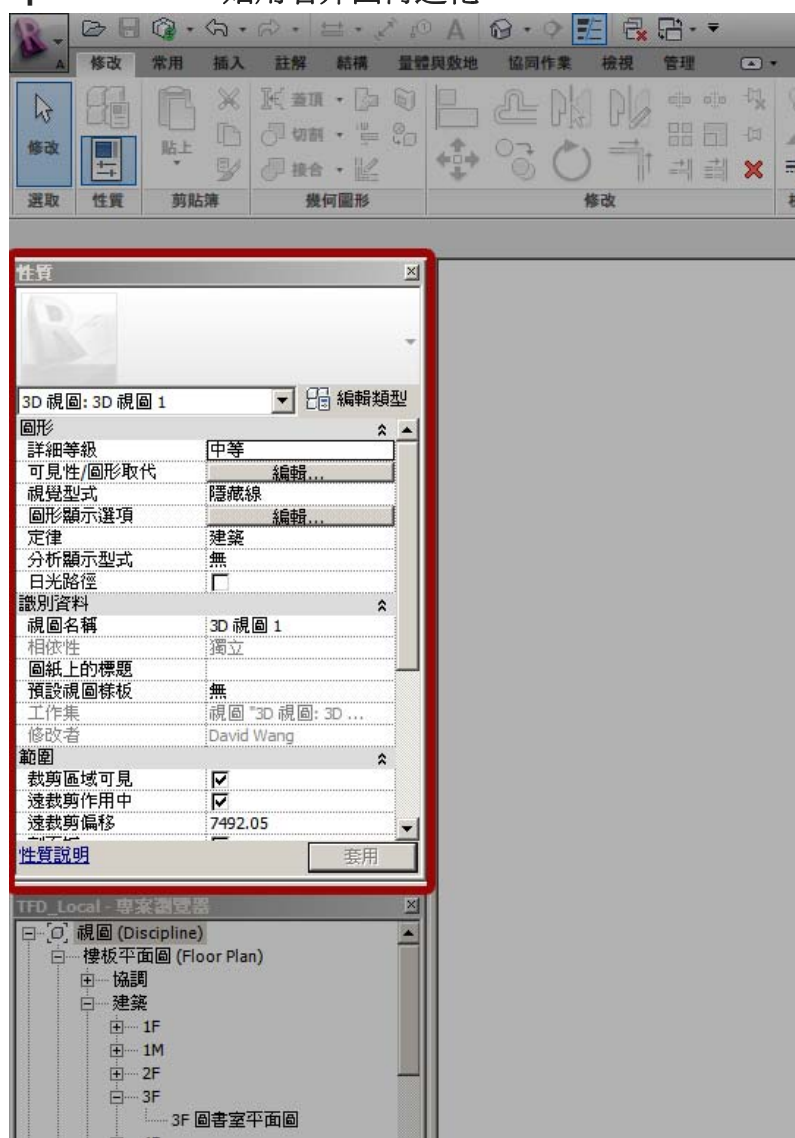 修改 常用 插入 註解 結構 量體與敷地 協同作業 檢視 管理
修改 貼上 蓋頂 切割 接合
選取 性質 剪貼簿 幾何圖形 修改
性質
3D 視圖: 3D 視圖 1 編輯類型
圖形
詳細等級 中等
可見性/圖形取代 編輯...
視覺型式 隱藏線
圖形顯示選項 編輯...
定律 建築
分析顯示型式 無
日光路徑
識別資料
視圖名稱 3D 視圖 1
相依性 獨立
圖紙上的標題
預設視圖樣板 無
工作集 視圖 "3D 視圖: 3D ...
修改者 David Wang
範圍
裁剪區域可見
遠裁剪作用中
遠裁剪偏移 7492.05
性質說明 套用
TFD_Local - 專案瀏覽器
視圖 (Discipline)
樓板平面圖 (Floor Plan)
協調
建築
1F
1M
2F
3F
3F 圖書室平面圖